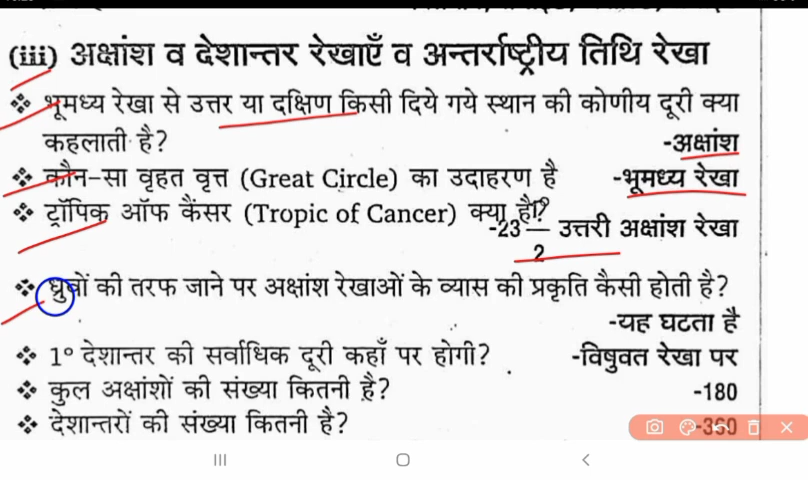 (iii) अक्षांश व देशान्तर रेखाएँ व अन्तर्राष्ट्रीय तिथि रेखा
❖ भूमध्य रेखा से उत्तर या दक्षिण किसी दिये गये स्थान की कोणीय दूरी क्या
कहलाती है? -अक्षांश
❖ कौन-सा वृहत वृत्त (Great Circle) का उदाहरण है -भूमध्य रेखा
❖ ट्रॉपिक ऑफ कैंसर (Tropic of Cancer) क्या है?
-23 1/2 उत्तरी अक्षांश रेखा
❖ ध्रुवों की तरफ जाने पर अक्षांश रेखाओं के व्यास की प्रकृति कैसी होती है?
-यह घटता है
❖ 1° देशान्तर की सर्वाधिक दूरी कहाँ पर होगी? -विषुवत रेखा पर
❖ कुल अक्षांशों की संख्या कितनी है? -180
❖ देशान्तरों की संख्या कितनी है? -360